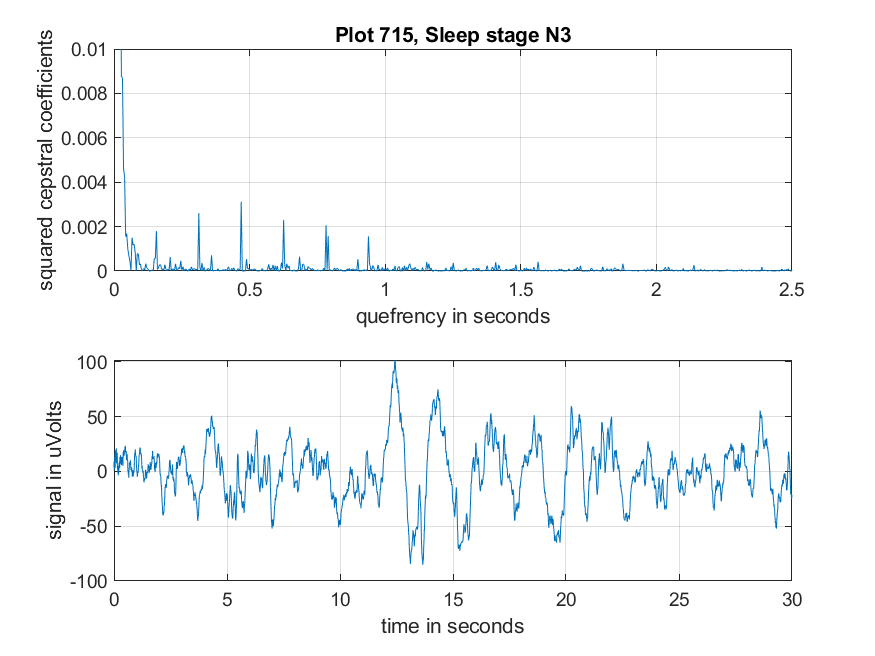 Plot 715, Sleep stage N3
squared cepstral coefficients
0.01
0.008
0.006
0.004
0.002
0
0 0.5 1 1.5 2 2.5
quefrency in seconds
signal in uVolts
100
50
0
-50
-100
0 5 10 15 20 25 30
time in seconds